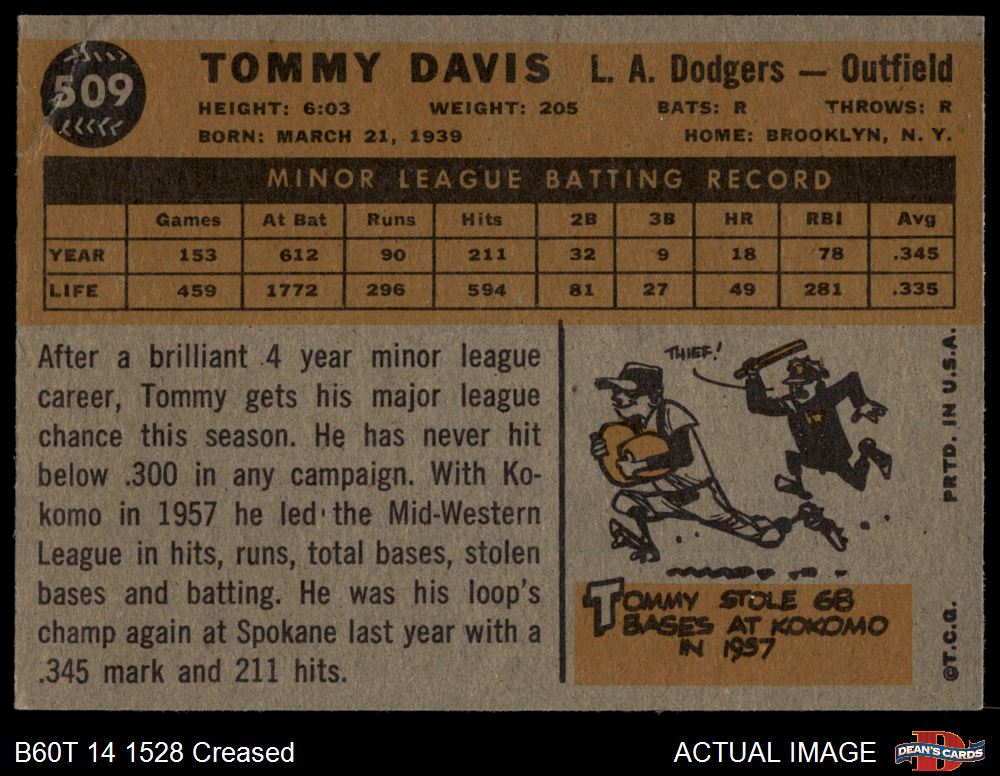 509
TOMMY DAVIS L. A. Dodgers — Outfield
HEIGHT: 6:03 WEIGHT: 205 BATS: R THROWS: R
BORN: MARCH 21, 1939 HOME: BROOKLYN, N. Y.
MINOR LEAGUE BATTING RECORD
Games At Bat Runs Hits 2B 3B HR RBI Avg
YEAR 153 612 90 211 32 9 18 78 .345
LIFE 459 1772 296 594 81 27 49 281 .335
After a brilliant 4 year minor league
career, Tommy gets his major league
chance this season. He has never hit
below .300 in any campaign. With Ko-
komo in 1957 he led the Mid-Western
League in hits, runs, total bases, stolen
bases and batting. He was his loop's
champ again at Spokane last year with a
.345 mark and 211 hits.
THIEF!
TOMMY STOLE 68
BASES AT KOKOMO
IN 1957
©T.C.G. PRTD. IN U.S.A.
B60T 14 1528 Creased ACTUAL IMAGE
D
DEAN'S CARDS